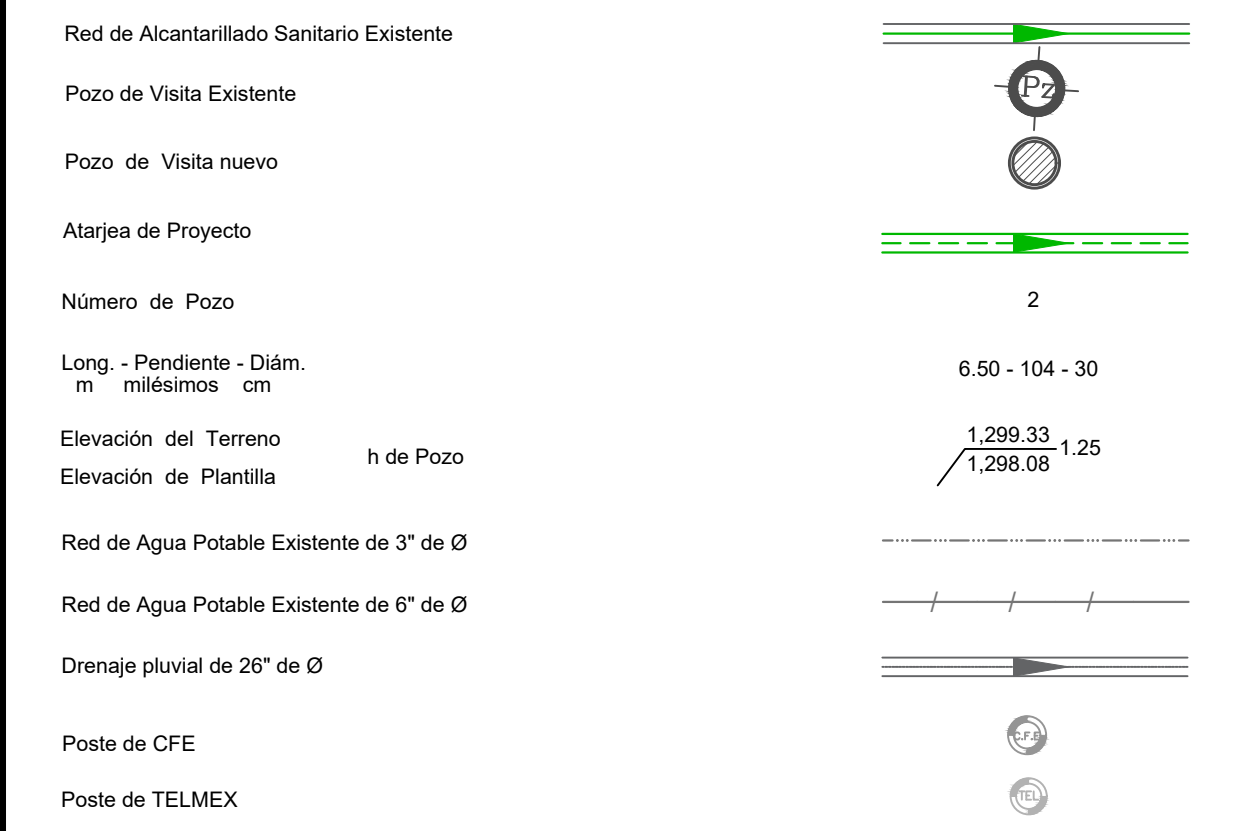 Red de Alcantarillado Sanitario Existente
Pozo de Visita Existente
Pz
Pozo de Visita nuevo
Atarjea de Proyecto
Número de Pozo
2
Long. - Pendiente - Diám.
m milésimos cm
6.50 - 104 - 30
Elevación del Terreno
Elevación de Plantilla
h de Pozo
1,299.33
1,298.08
1.25
Red de Agua Potable Existente de 3" de Ø
Red de Agua Potable Existente de 6" de Ø
Drenaje pluvial de 26" de Ø
Poste de CFE
C.F.E
Poste de TELMEX
TEL